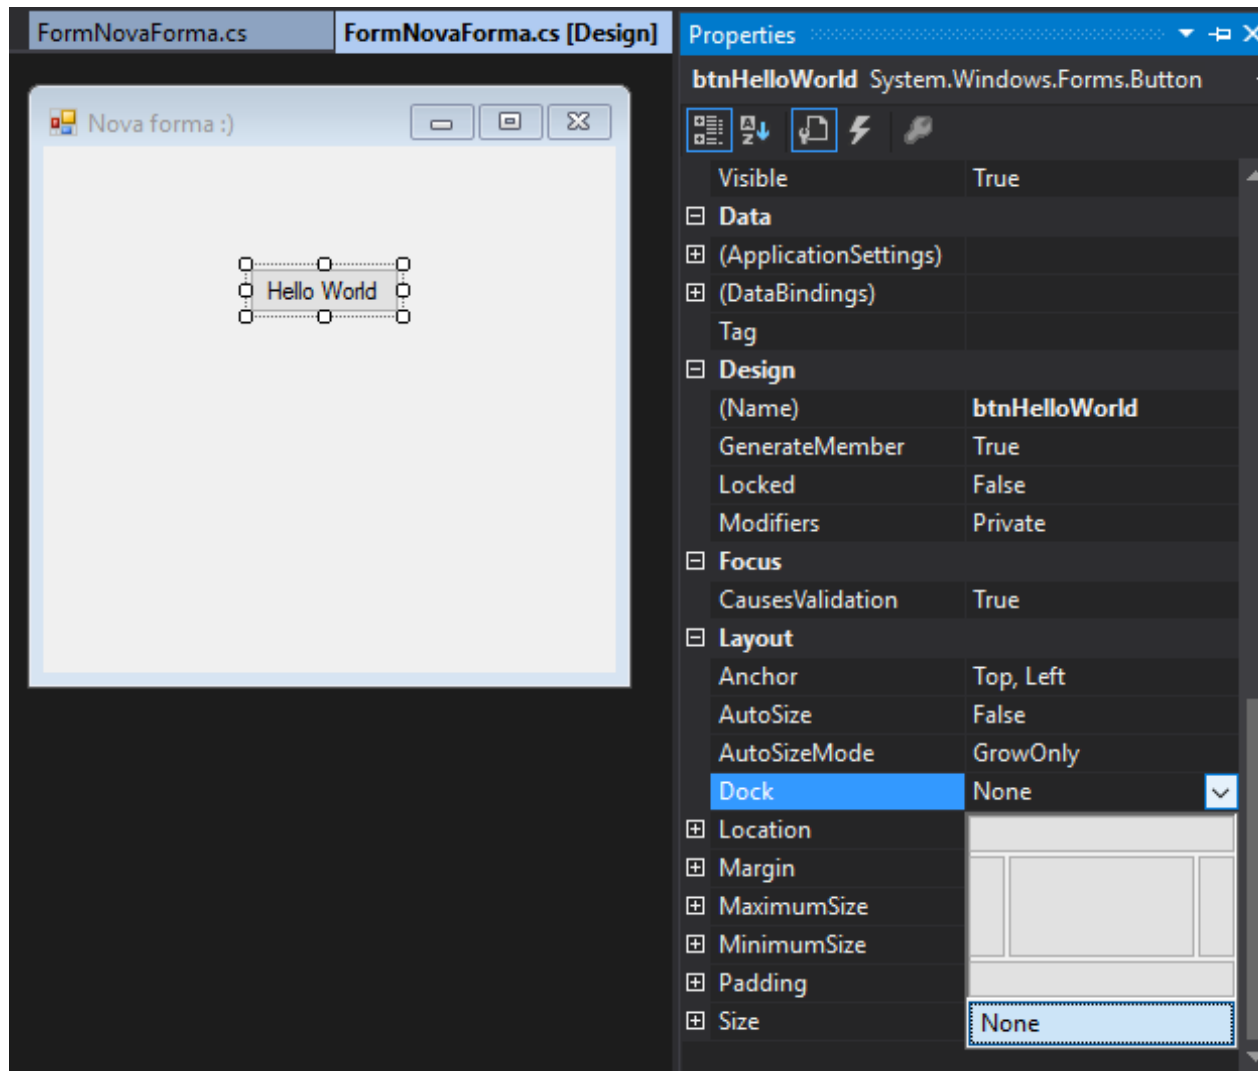 FormNovaForma.cs
FormNovaForma.cs [Design]
Nova forma :)
Hello World
Properties
btnHelloWorld System.Windows.Forms.Button
Visible True
Data
(ApplicationSettings)
(DataBindings)
Tag
Design
(Name) btnHelloWorld
GenerateMember True
Locked False
Modifiers Private
Focus
CausesValidation True
Layout
Anchor Top, Left
AutoSize False
AutoSizeMode GrowOnly
Dock None
Location
Margin
MaximumSize
MinimumSize
Padding
Size
None